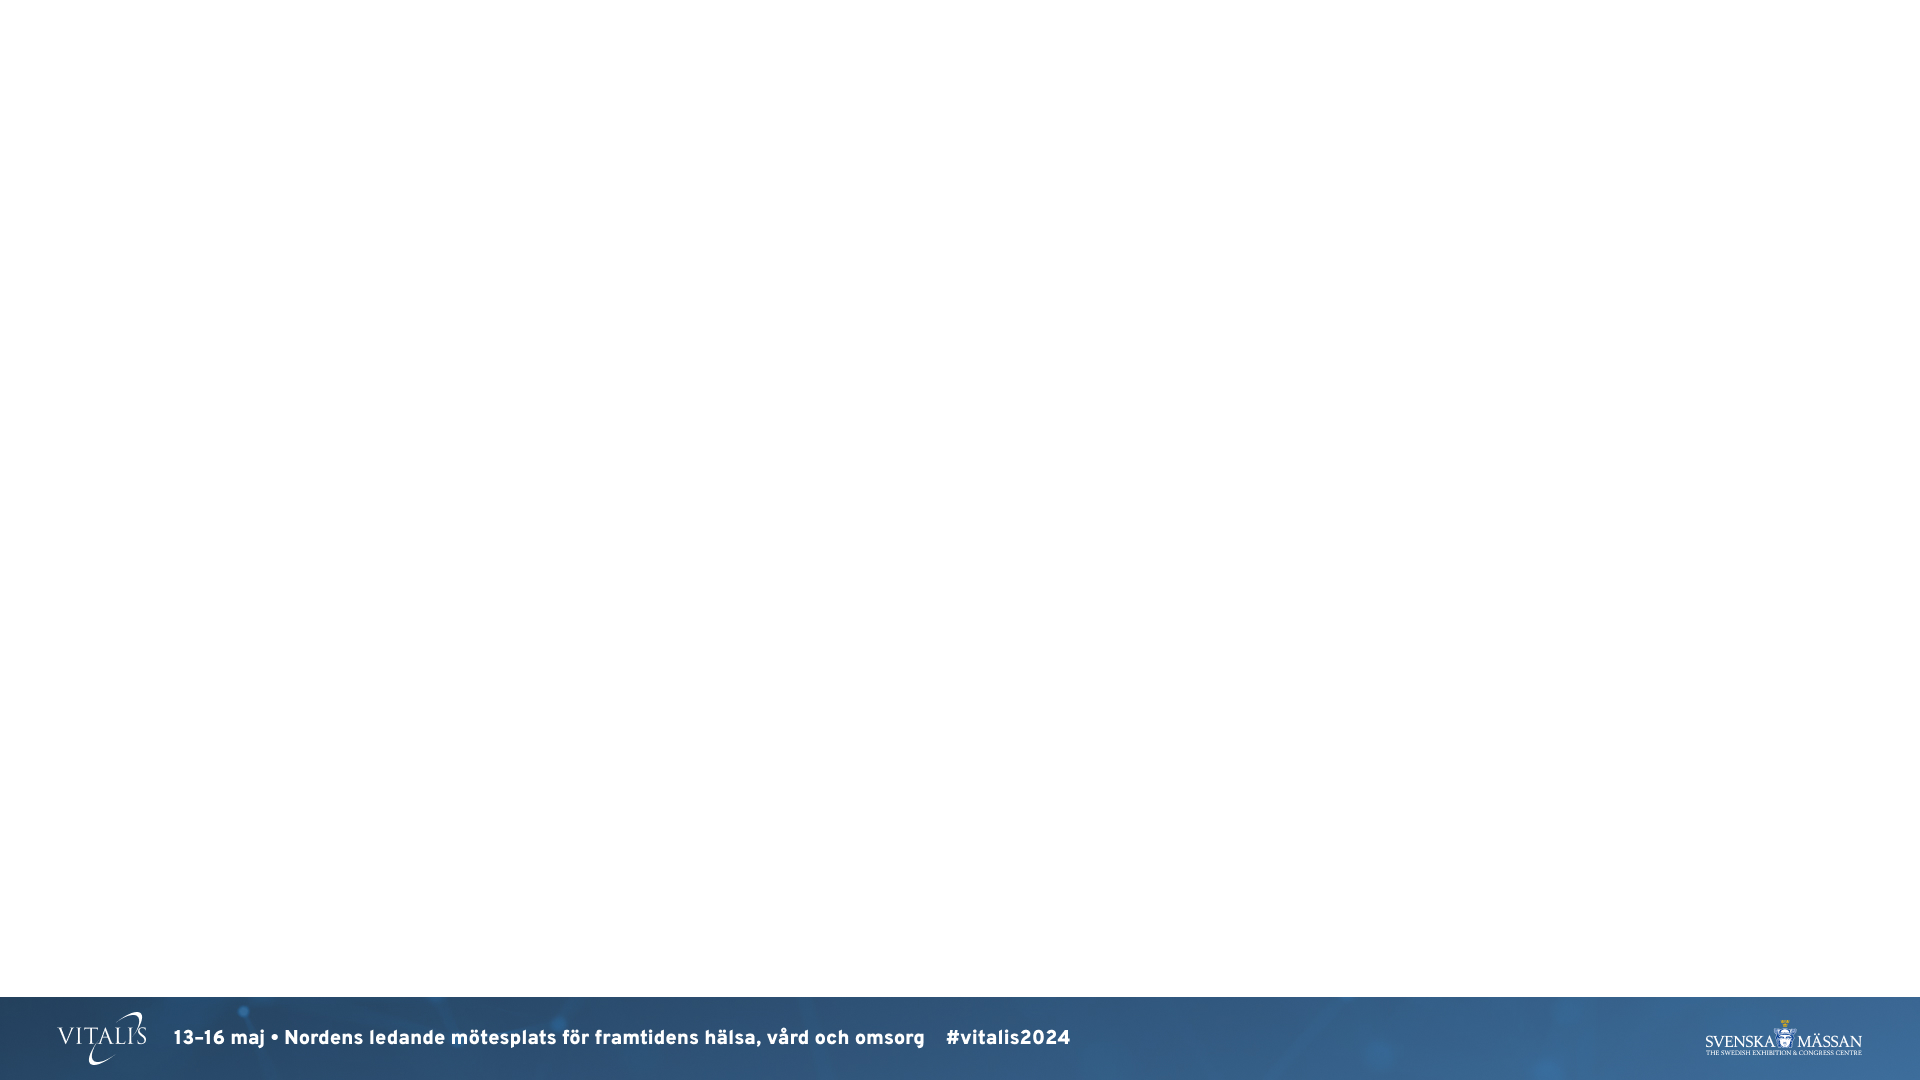 VITALIS
13–16 maj • Nordens ledande mötesplats för framtidens hälsa, vård och omsorg #vitalis2024
SVENSKA MÄSSAN
THE SWEDISH EXHIBITION & CONGRESS CENTRE